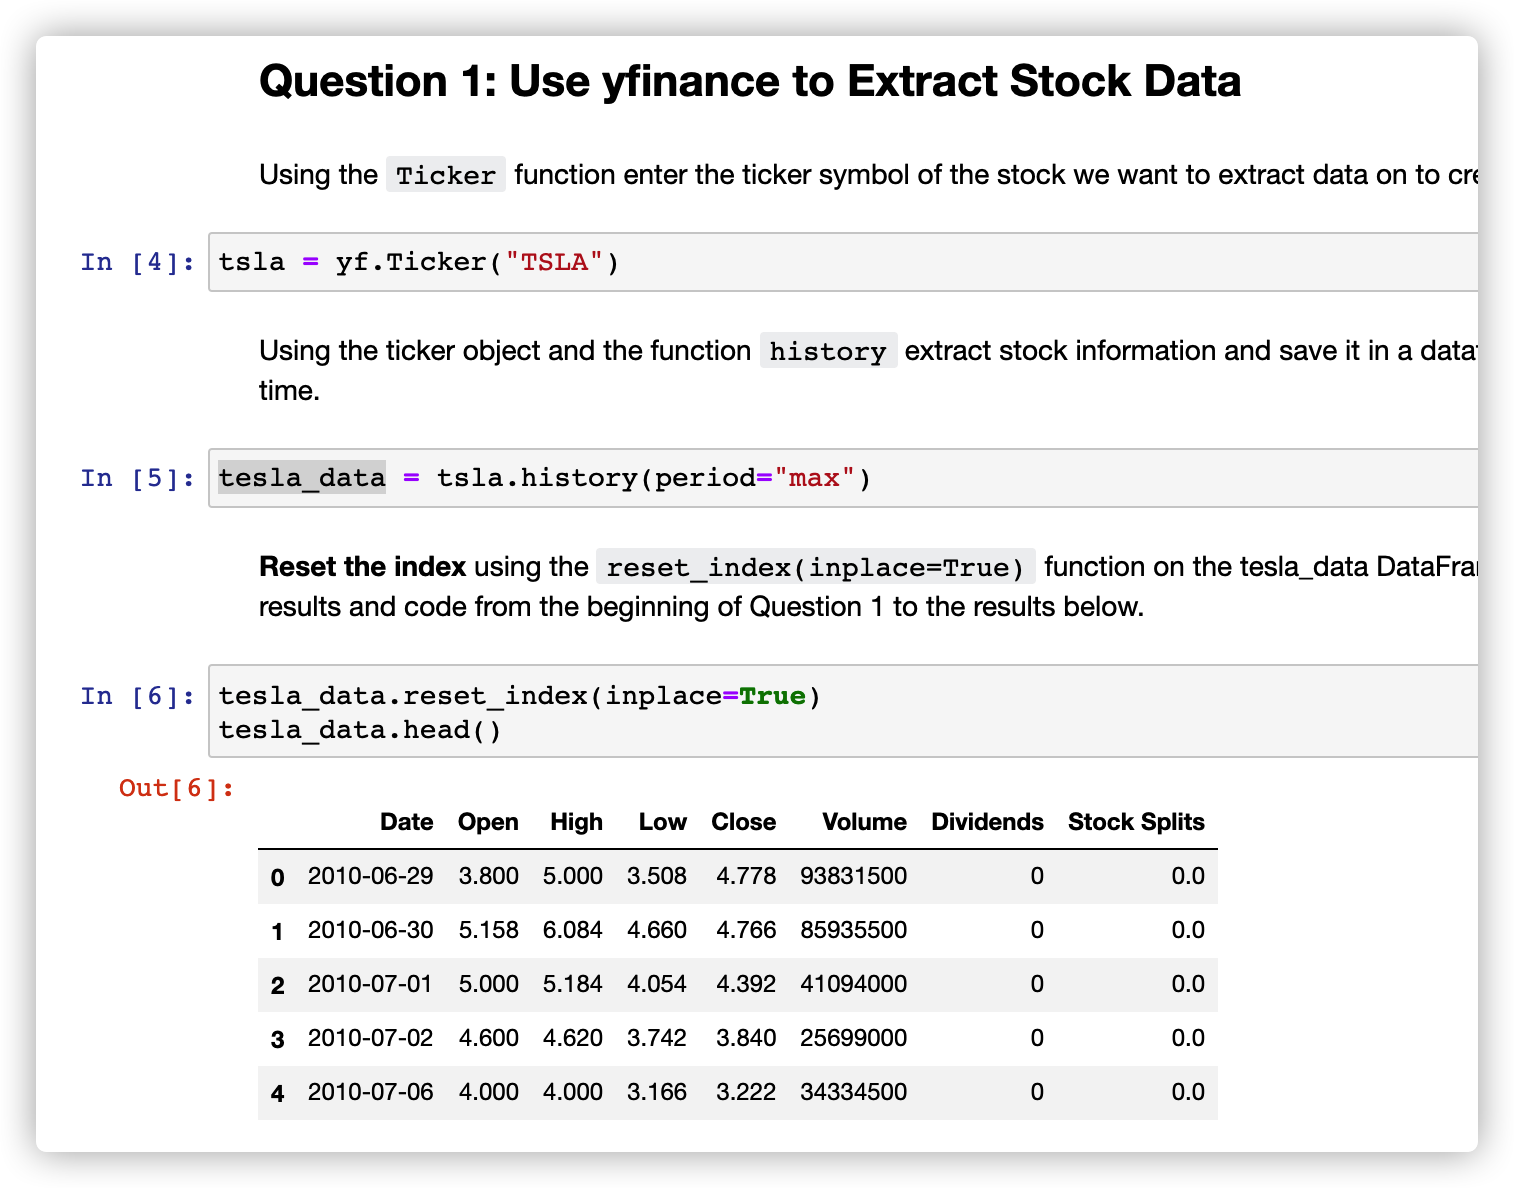 Question 1: Use yfinance to Extract Stock Data
Using the Ticker function enter the ticker symbol of the stock we want to extract data on to
In [4]: tsla = yf.Ticker("TSLA")
Using the ticker object and the function history extract stock information and save it in a
time.
In [5]: tesla_data = tsla.history(period="max")
Reset the index using the reset_index(inplace=True) function on the tesla_data
results and code from the beginning of Question 1 to the results below.
In [6]: tesla_data.reset_index(inplace=True)
tesla_data.head()
Out[6]:
Date Open High Low Close Volume Dividends Stock Splits
0 2010-06-29 3.800 5.000 3.508 4.778 93831500 0 0.0
1 2010-06-30 5.158 6.084 4.660 4.766 85935500 0 0.0
2 2010-07-01 5.000 5.184 4.054 4.392 41094000 0 0.0
3 2010-07-02 4.600 4.620 3.742 3.840 25699000 0 0.0
4 2010-07-06 4.000 4.000 3.166 3.222 34334500 0 0.0